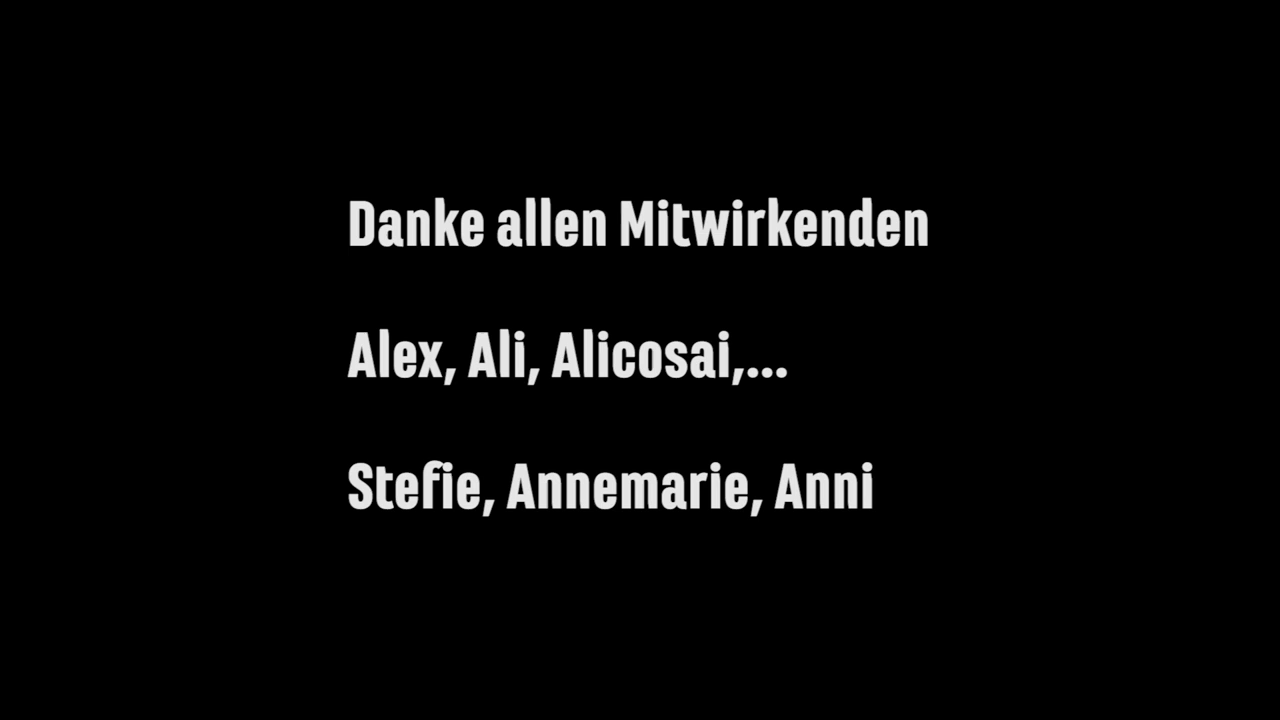 Danke allen Mitwirkenden
Alex, Ali, Alicosai,...
Stefie, Annemarie, Anni